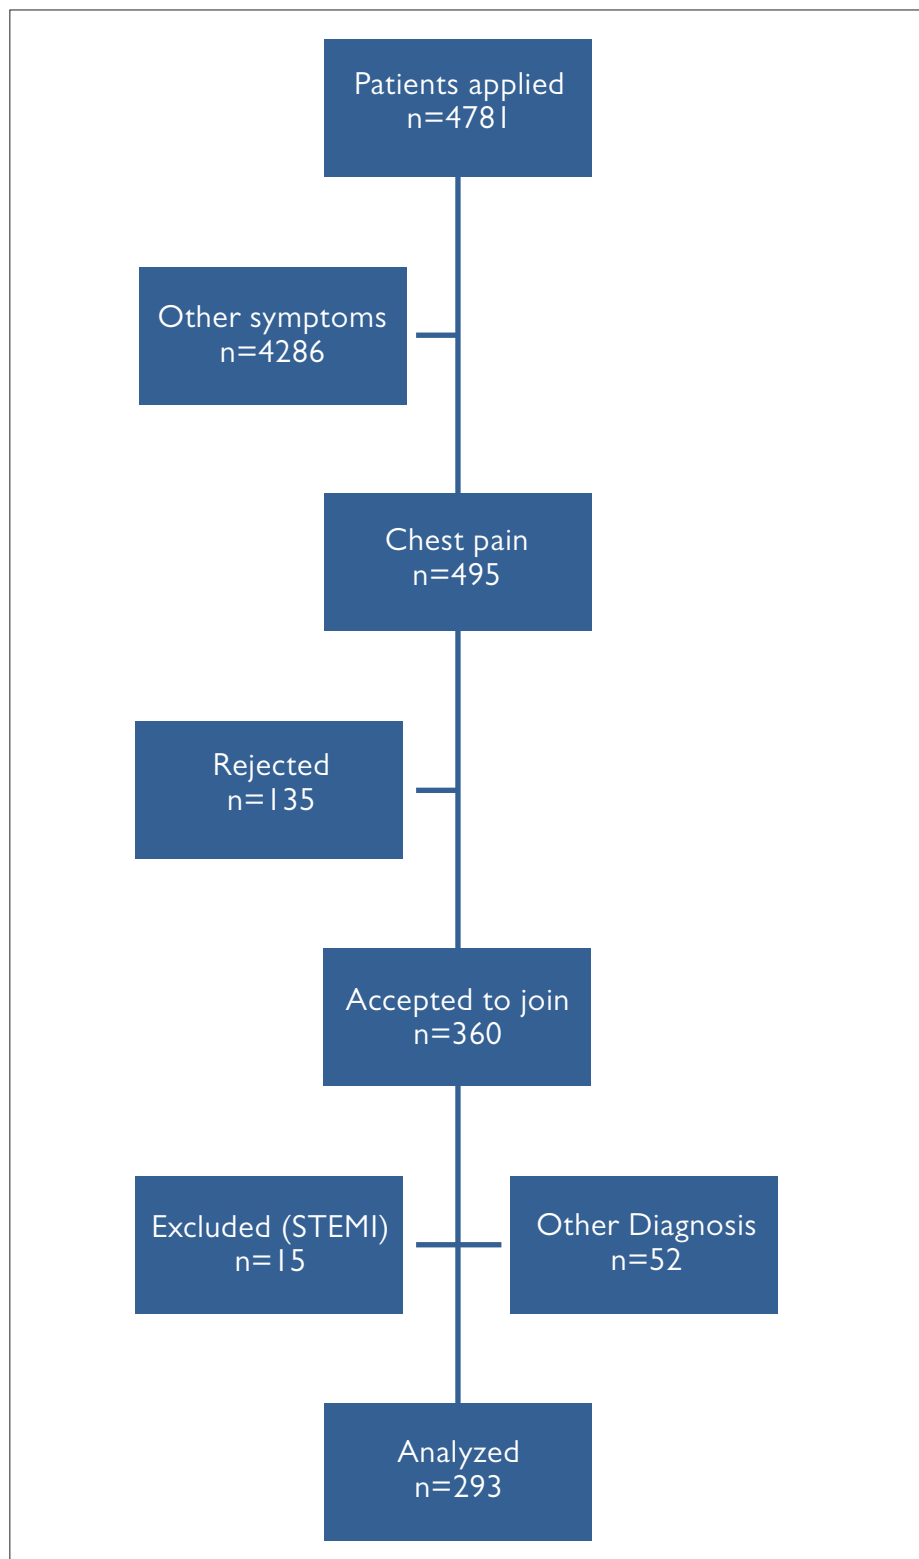 Patients applied
n=4781
Other symptoms
n=4286
Chest pain
n=495
Rejected
n=135
Accepted to join
n=360
Excluded (STEMI)
n=15
Other Diagnosis
n=52
Analyzed
n=293